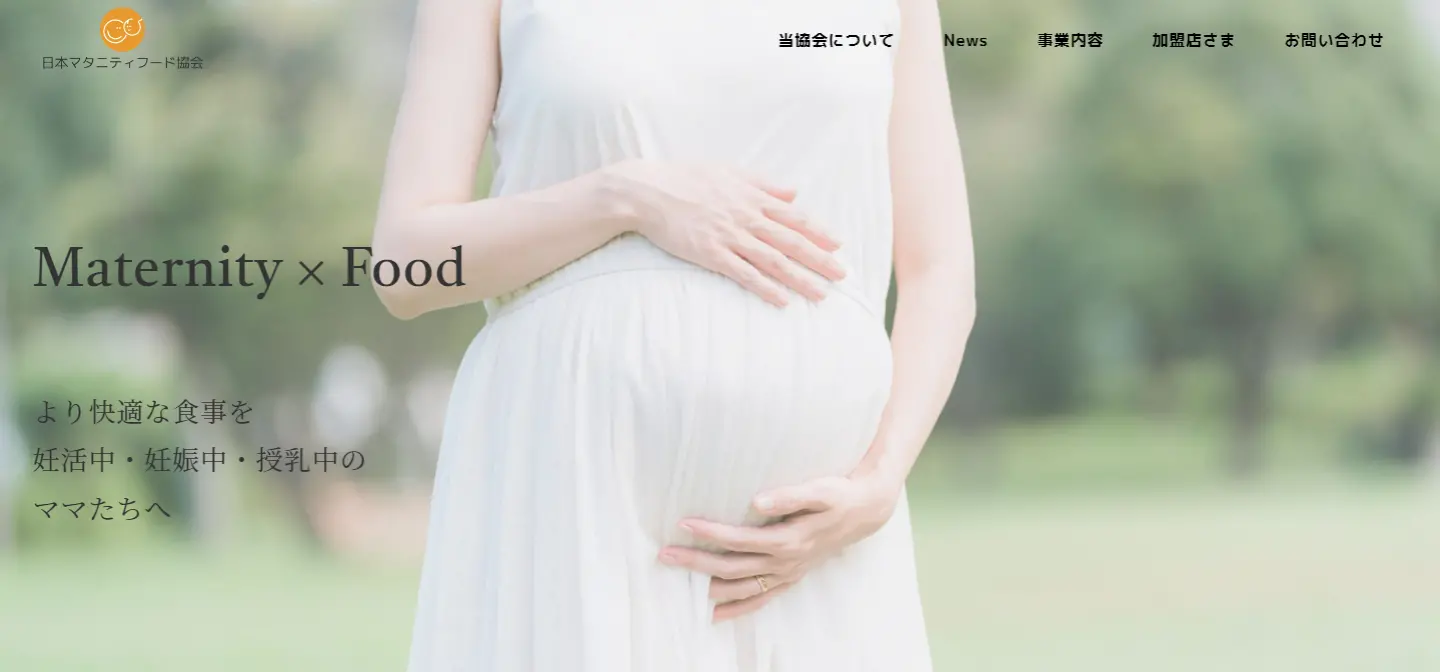 日本マタニティフード協会
当協会について News 事業内容 加盟店さま お問い合わせ
Maternity × Food
より快適な食事を
妊活中・妊娠中・授乳中の
ママたちへ